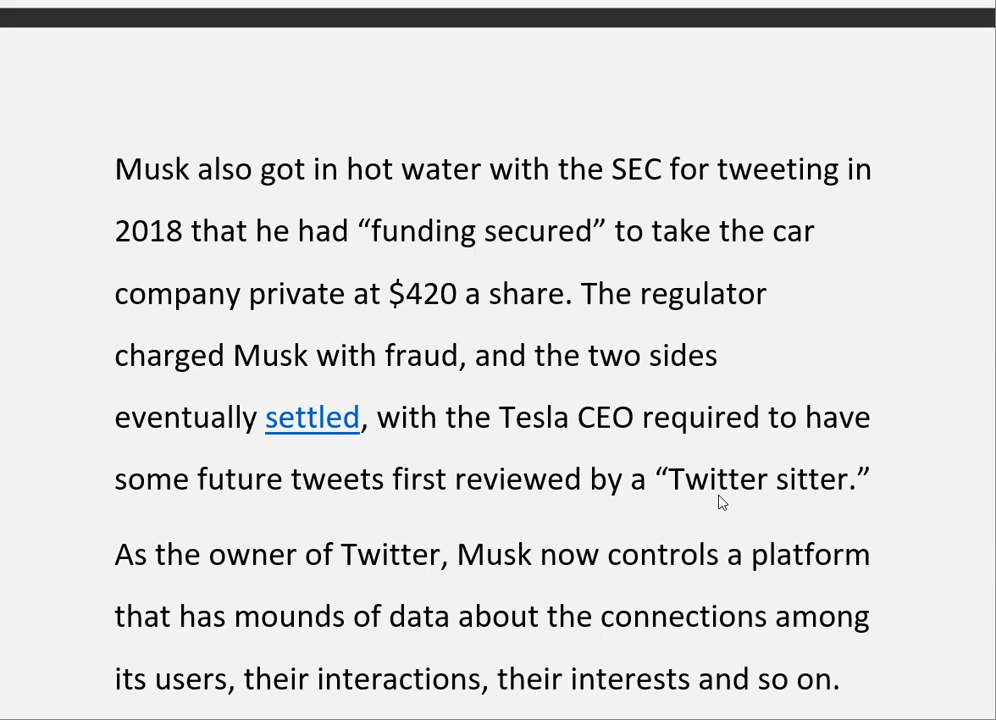 Musk also got in hot water with the SEC for tweeting in
2018 that he had “funding secured” to take the car
company private at $420 a share. The regulator
charged Musk with fraud, and the two sides
eventually settled, with the Tesla CEO required to have
some future tweets first reviewed by a “Twitter sitter.”
As the owner of Twitter, Musk now controls a platform
that has mounds of data about the connections among
its users, their interactions, their interests and so on.